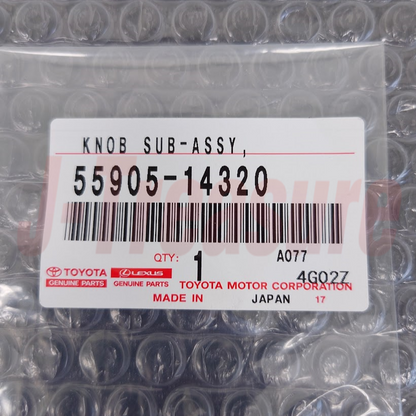 KNOB SUB-ASSY,
55905-14320
QTY: 1 A077
4G027
TOYOTA LEXUS
GENUINE PARTS GENUINE PARTS
TOYOTA MOTOR CORPORATION
MADE IN JAPAN 17
J-Treasure